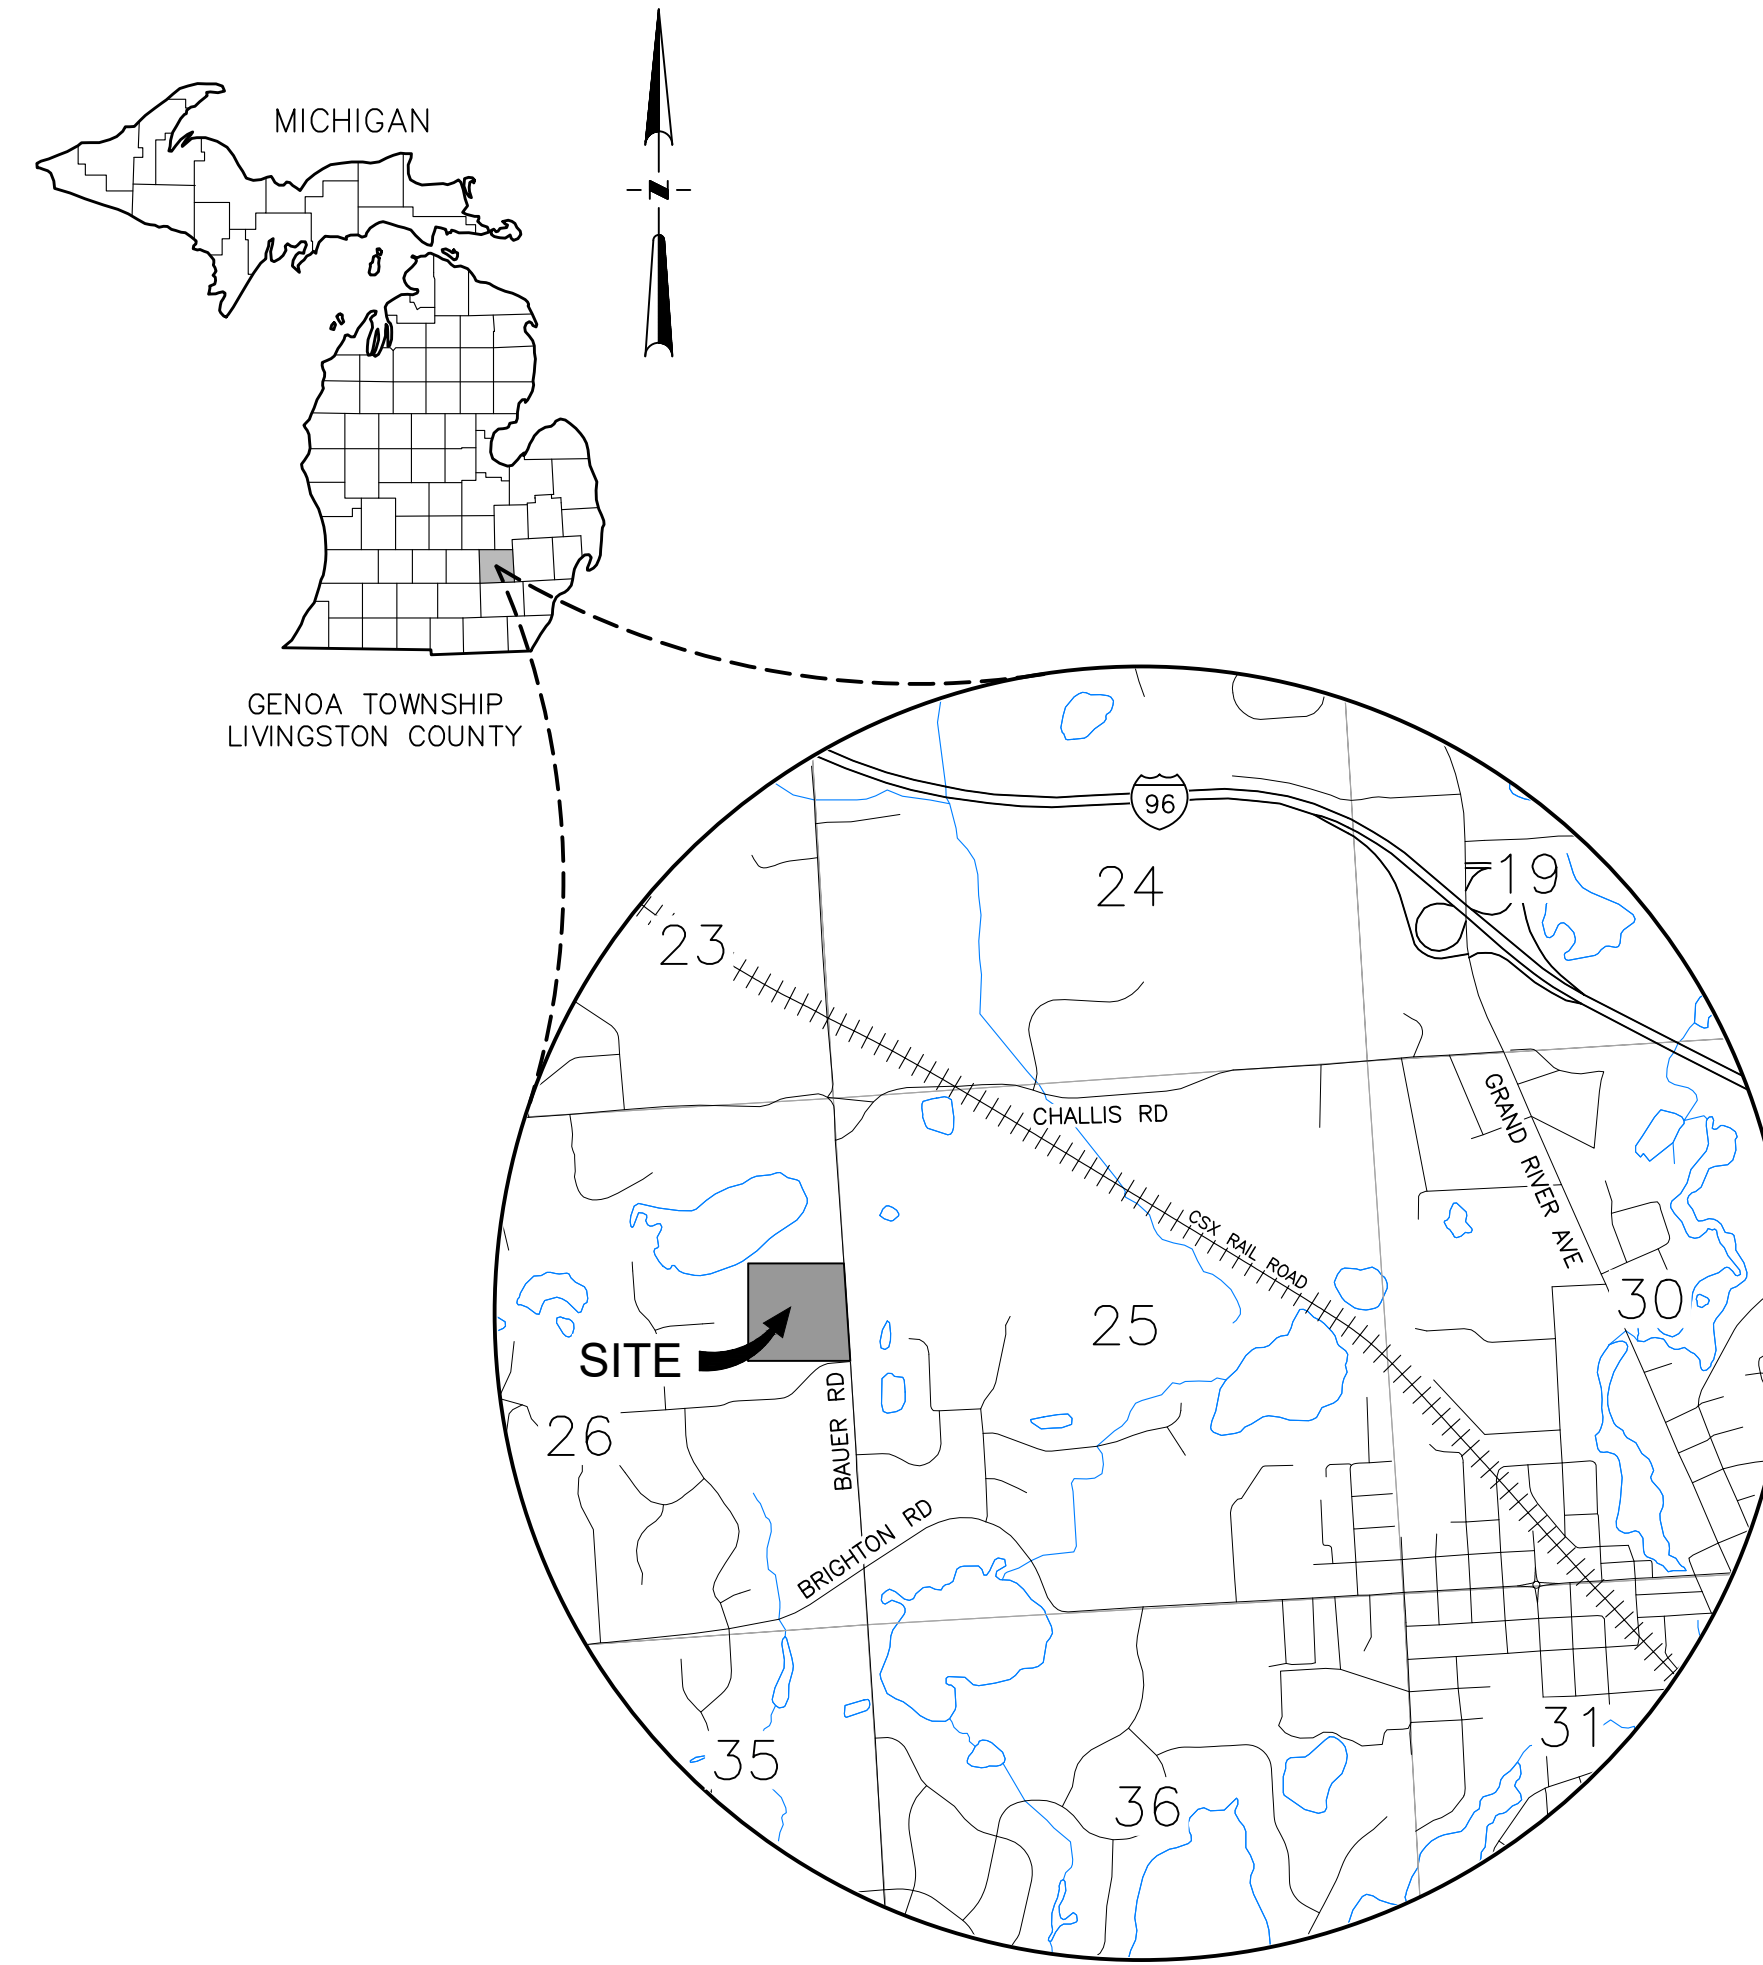 MICHIGAN
N
GENOA TOWNSHIP
LIVINGSTON COUNTY
96
24
19
23
CHALLIS RD
GRAND RIVER AVE
CSX RAIL ROAD
25
30
SITE
26
BAUER RD
BRIGHTON RD
35
36
31